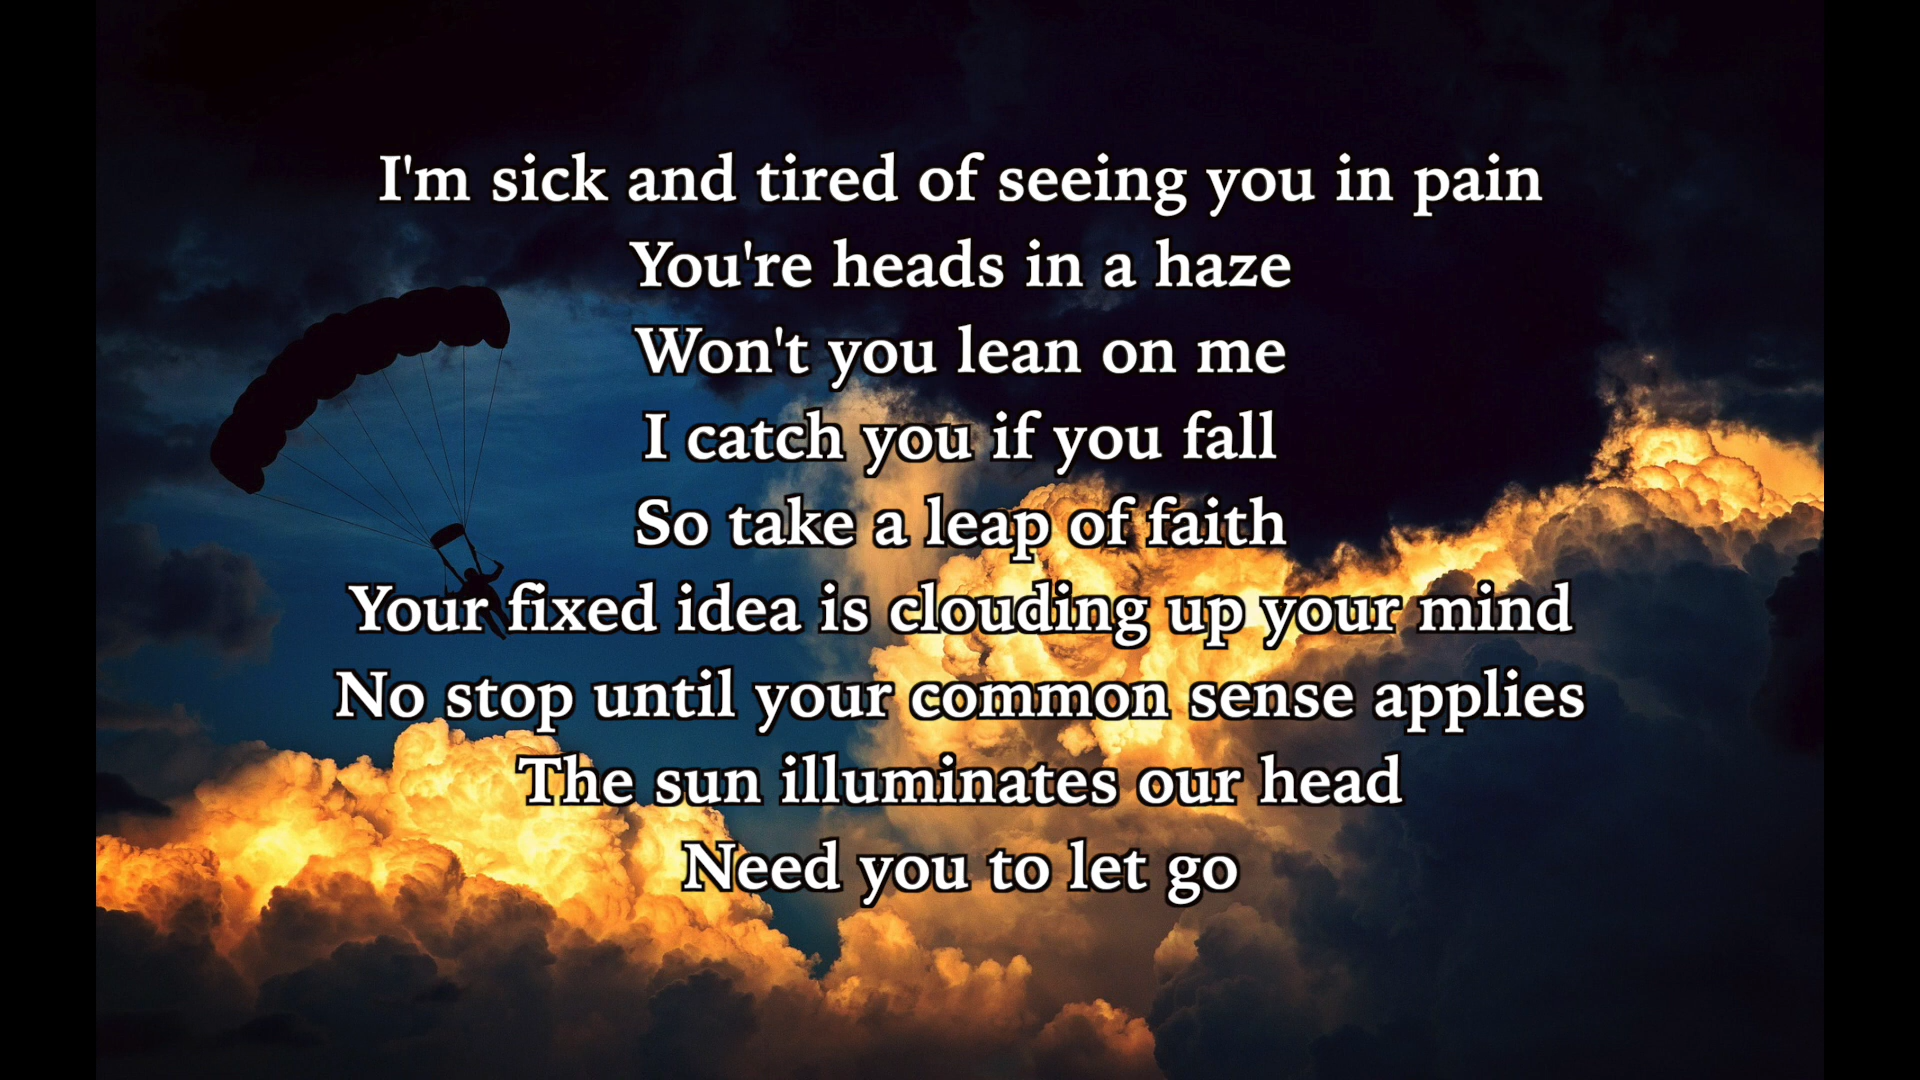 I'm sick and tired of seeing you in pain
You're heads in a haze
Won't you lean on me
I catch you if you fall
So take a leap of faith
Your fixed idea is clouding up your mind
No stop until your common sense applies
The sun illuminates our head
Need you to let go